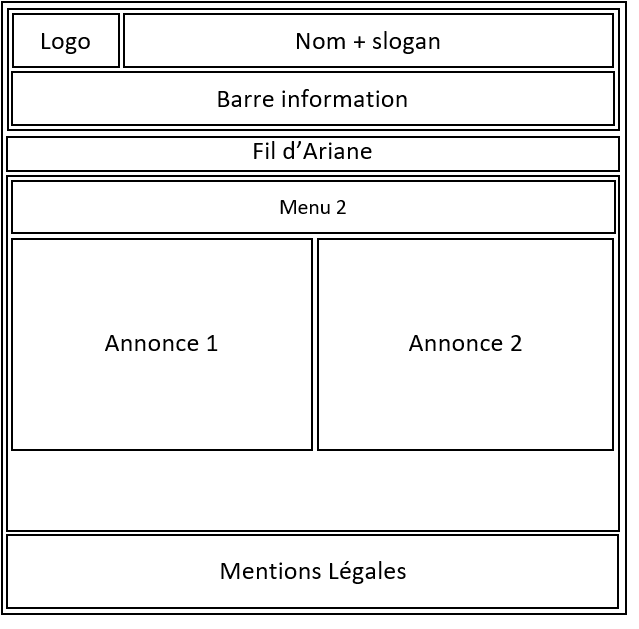 Logo
Nom + slogan
Barre information
Fil d’Ariane
Menu 2
Annonce 1
Annonce 2
Mentions Légales